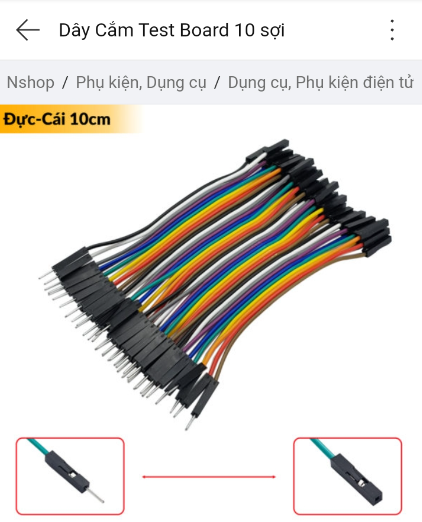 Dây Cắm Test Board 10 sợi
Nshop / Phụ kiện, Dụng cụ / Dụng cụ, Phụ kiện điện tử
Đực-Cái 10cm